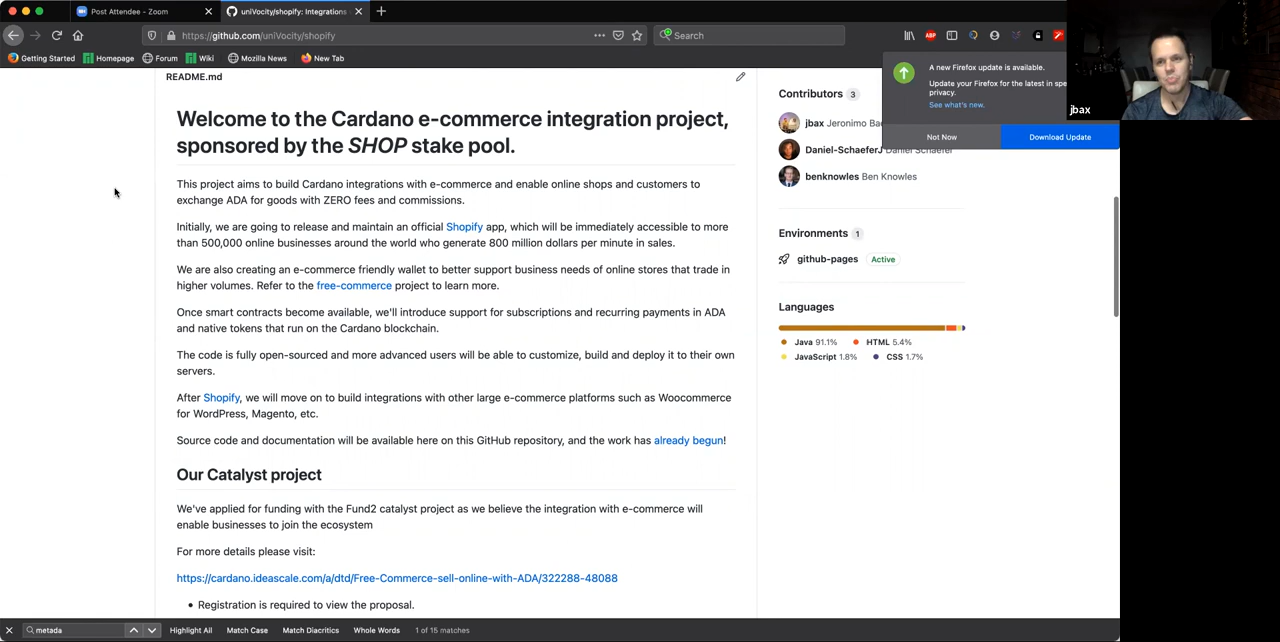 Post Attendee - Zoom
uniVocity/shopify: Integrations
https://github.com/uniVocity/shopify
Search
ABP
Getting Started
Homepage
Forum
Wiki
Mozilla News
New Tab
jbax
A new Firefox update is available.
Update your Firefox for the latest in spe
privacy.
See what's new.
Not Now
Download Update
README.md
Welcome to the Cardano e-commerce integration project,
sponsored by the SHOP stake pool.
This project aims to build Cardano integrations with e-commerce and enable online shops and customers to
exchange ADA for goods with ZERO fees and commissions.
Initially, we are going to release and maintain an official Shopify app, which will be immediately accessible to more
than 500,000 online businesses around the world who generate 800 million dollars per minute in sales.
We are also creating an e-commerce friendly wallet to better support business needs of online stores that trade in
higher volumes. Refer to the free-commerce project to learn more.
Once smart contracts become available, we'll introduce support for subscriptions and recurring payments in ADA
and native tokens that run on the Cardano blockchain.
The code is fully open-sourced and more advanced users will be able to customize, build and deploy it to their own
servers.
After Shopify, we will move on to build integrations with other large e-commerce platforms such as Woocommerce
for WordPress, Magento, etc.
Source code and documentation will be available here on this GitHub repository, and the work has already begun!
Our Catalyst project
We've applied for funding with the Fund2 catalyst project as we believe the integration with e-commerce will
enable businesses to join the ecosystem
For more details please visit:
https://cardano.ideascale.com/a/dtd/Free-Commerce-sell-online-with-ADA/322288-48088
• Registration is required to view the proposal.
Contributors 3
jbax Jeronimo Bac
Daniel-SchaeferJ Daniel Schaefer
benknowles Ben Knowles
Environments 1
github-pages Active
Languages
Java 91.1% HTML 5.4%
JavaScript 1.8% CSS 1.7%
metada
Highlight All
Match Case
Match Diacritics
Whole Words
1 of 15 matches